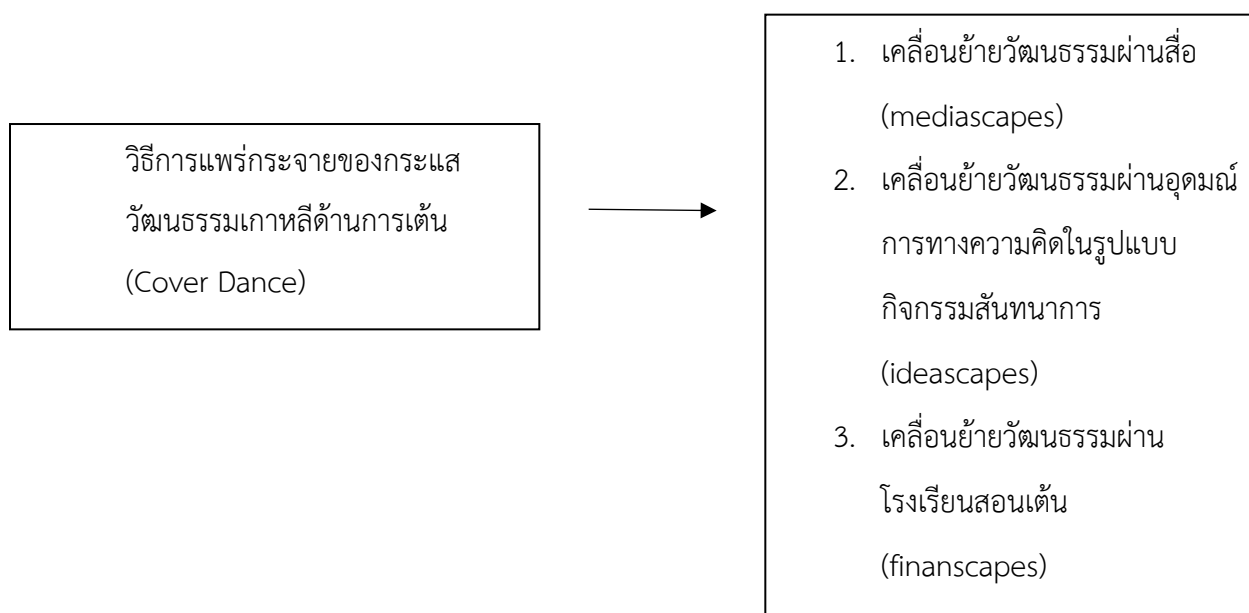 วิธีการแพร่กระจายของกระแส
วัฒนธรรมเกาหลีด้านการเต้น
(Cover Dance)
1. เคลื่อนย้ายวัฒนธรรมผ่านสื่อ
(mediascapes)
2. เคลื่อนย้ายวัฒนธรรมผ่านอุดมณ์
การทางความคิดในรูปแบบ
กิจกรรมสันทนาการ
(ideascapes)
3. เคลื่อนย้ายวัฒนธรรมผ่าน
โรงเรียนสอนเต้น
(finanscapes)